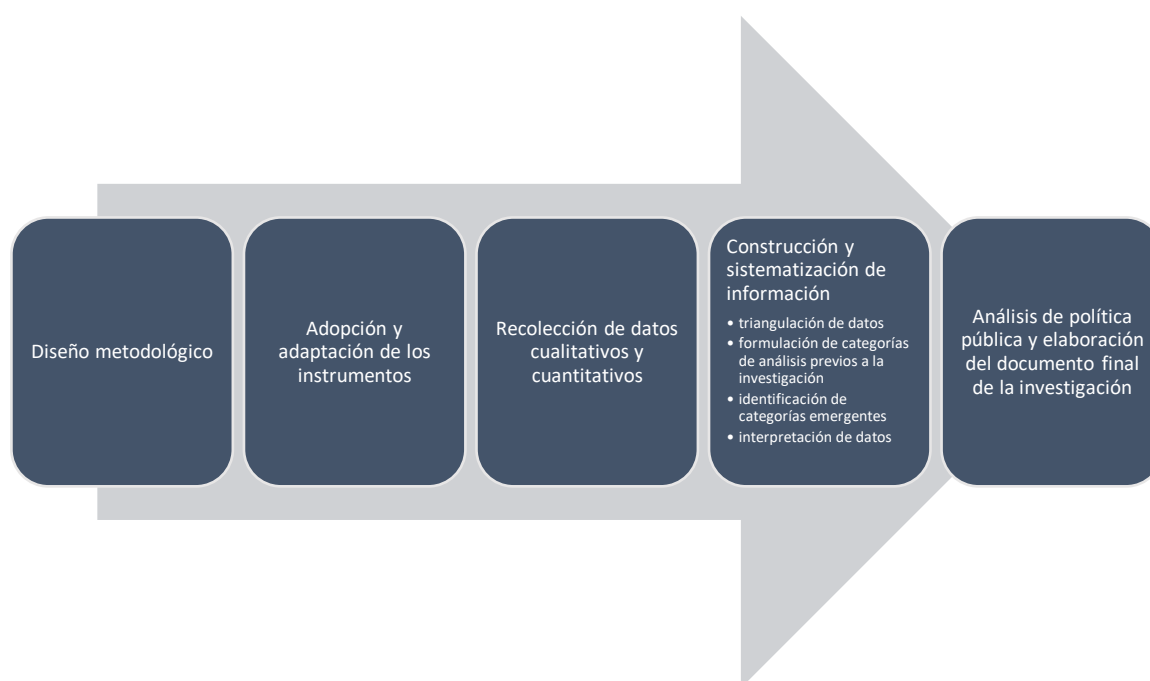 Diseño metodológico
Adopción y
adaptación de los
instrumentos
Recolección de datos
cualitativos y
cuantitativos
Construcción y
sistematización de
información
• triangulación de datos
• formulación de categorías
de análisis previos a la
investigación
• identificación de
categorías emergentes
• interpretación de datos
Análisis de política
pública y elaboración
del documento final
de la investigación